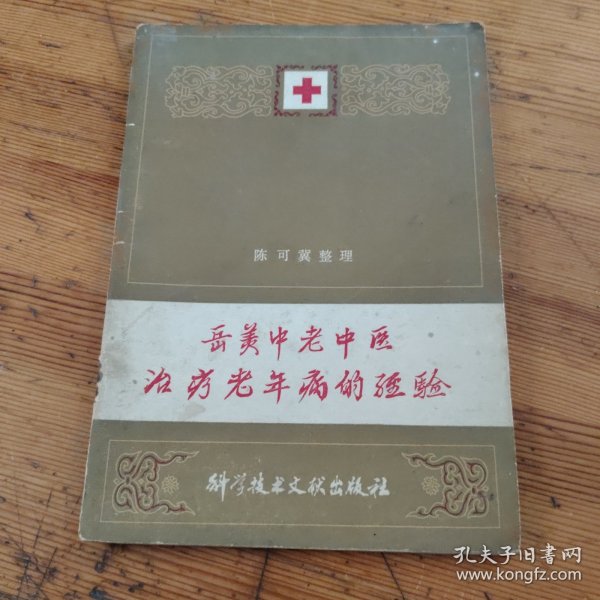 陈可冀整理
岳美中老中医
治疗老年病的经验
科学技术文献出版社
孔夫子旧书网
www.kongfz.com